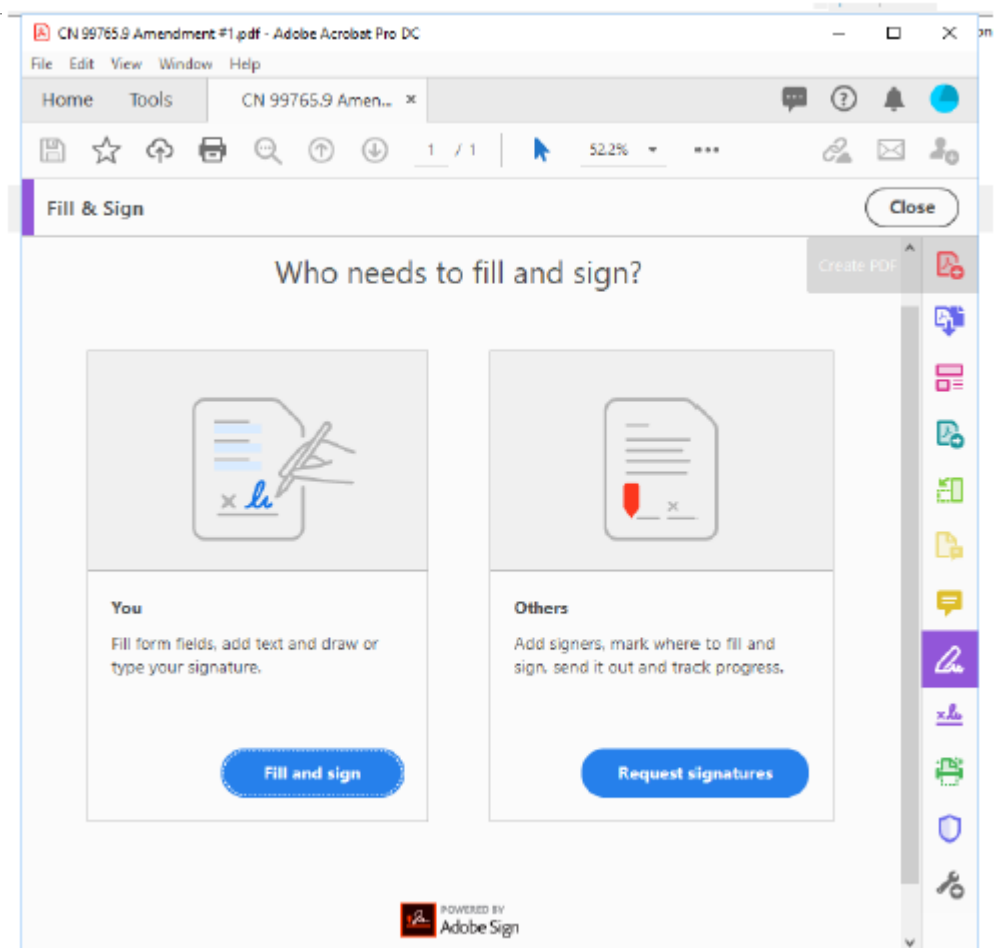 CN 99765.9 Amendment #1.pdf - Adobe Acrobat Pro DC
File Edit View Window Help
Home Tools CN 99765.9 Amen... ×
1 / 1 52.2%
Fill & Sign Close
Who needs to fill and sign?
Create PDF
You
Fill form fields, add text and draw or
type your signature.
Fill and sign
Others
Add signers, mark where to fill and
sign, send it out and track progress.
Request signatures
POWERED BY
Adobe Sign